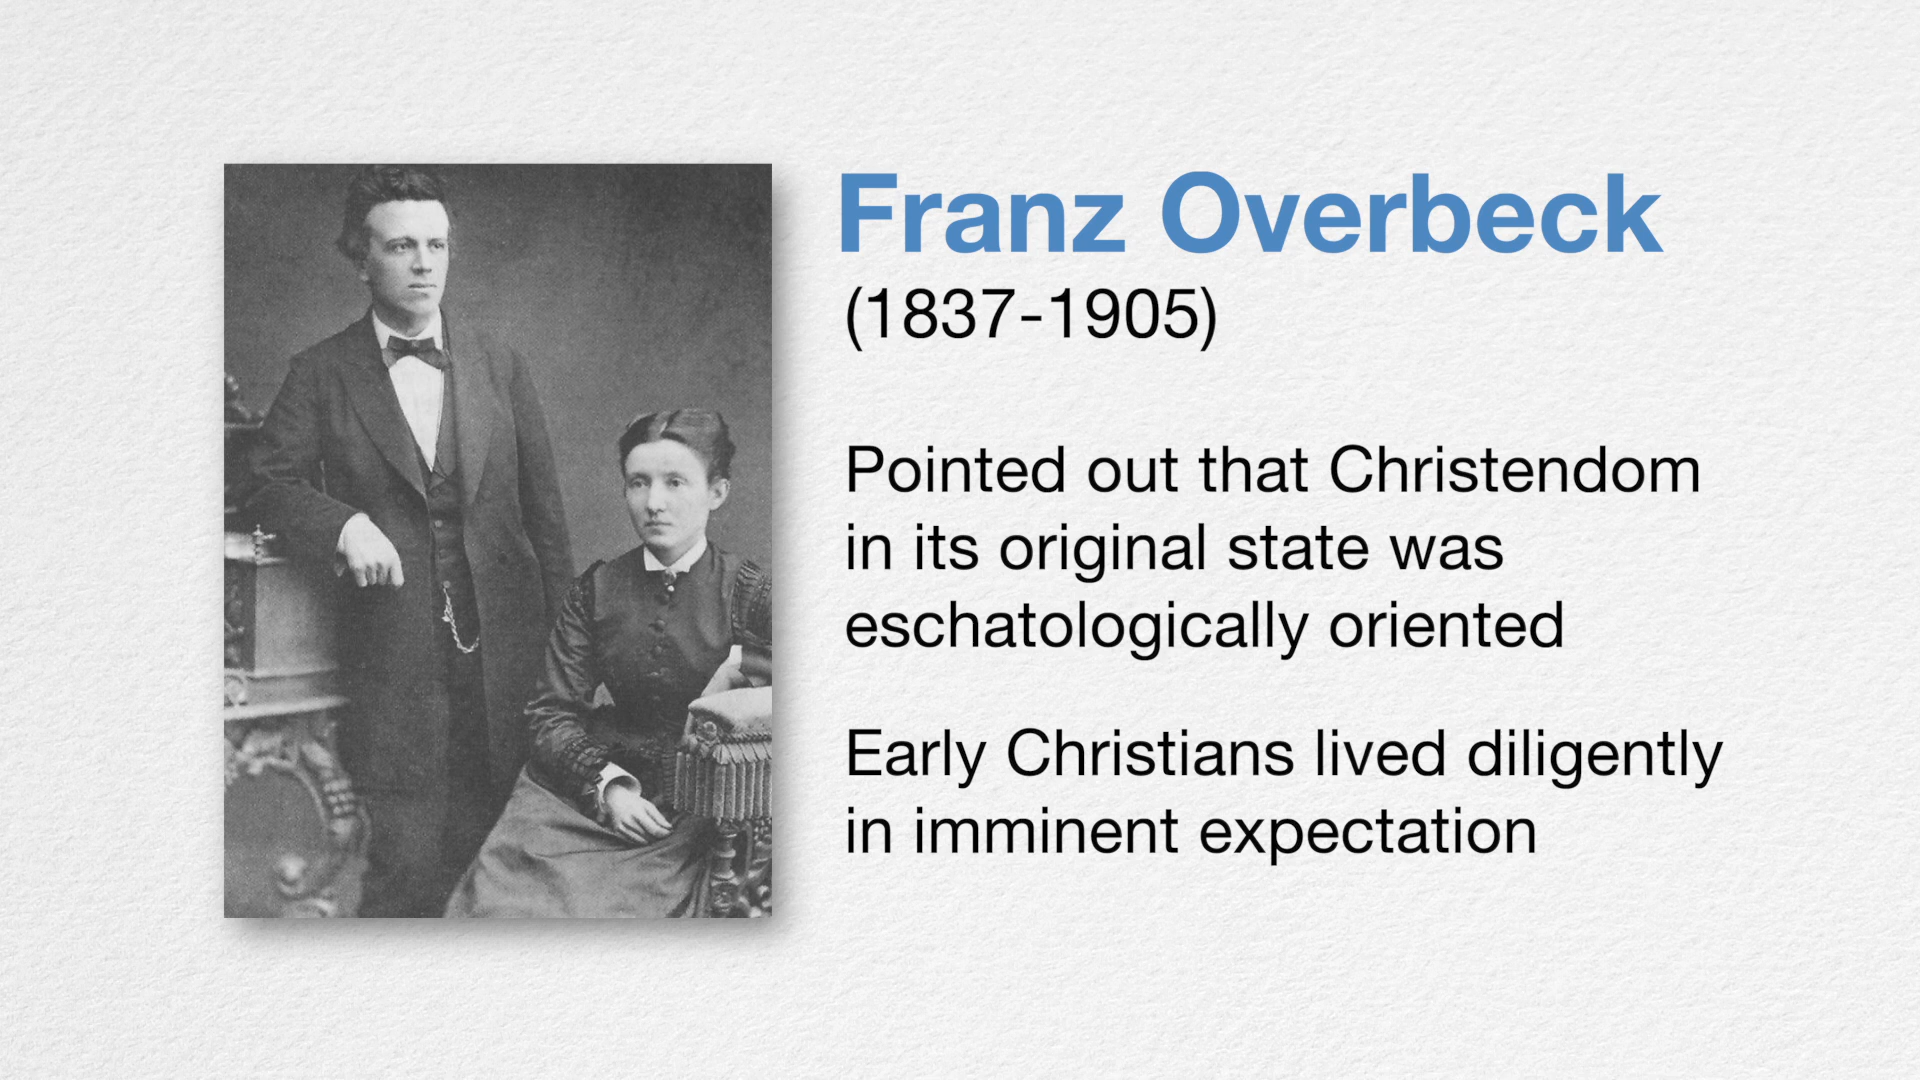 Franz Overbeck
(1837-1905)
Pointed out that Christendom
in its original state was
eschatologically oriented
Early Christians lived diligently
in imminent expectation